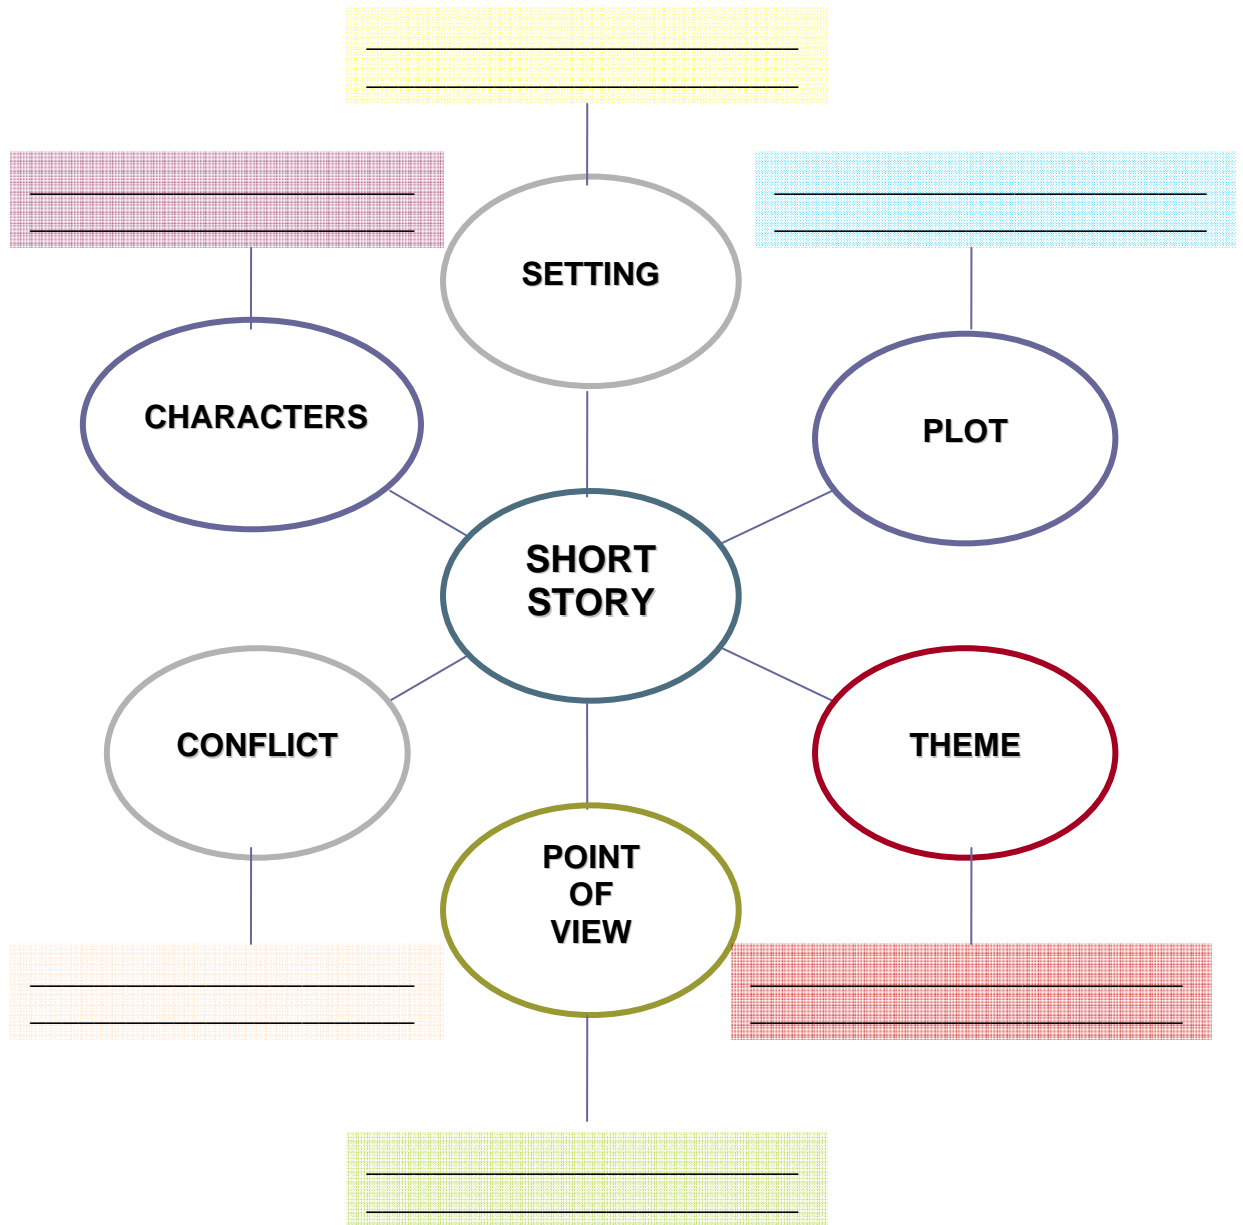 SETTING
CHARACTERS
PLOT
SHORT
STORY
CONFLICT
THEME
POINT
OF
VIEW